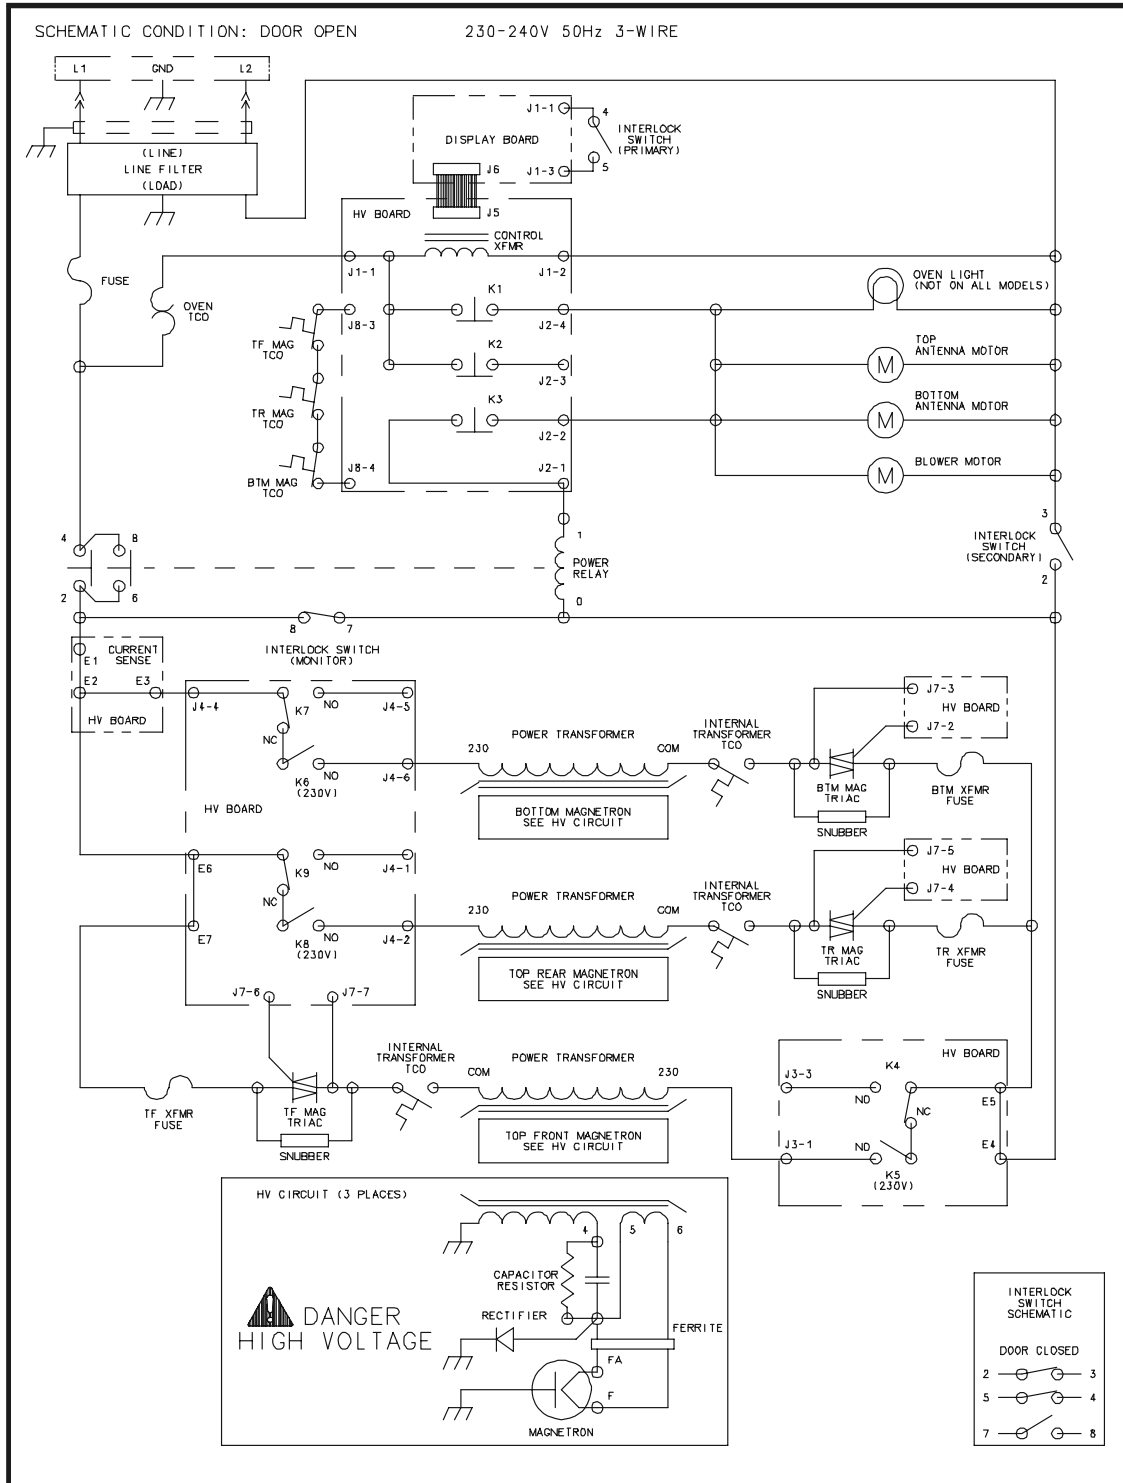 SCHEMATIC CONDITION: DOOR OPEN
230-240V 50Hz 3-WIRE
L1
GND
L2
(LINE)
LINE FILTER
(LOAD)
J1-1
4
DISPLAY BOARD
INTERLOCK
SWITCH
(PRIMARY)
J1-3
5
J6
J5
HV BOARD
CONTROL
XFMR
J1-1
J1-2
FUSE
OVEN
TCO
OVEN LIGHT
(NOT ON ALL MODELS)
K1
J8-3
J2-4
TF MAG
TCO
TOP
ANTENNA MOTOR
K2
M
J2-3
TR MAG
TCO
BOTTOM
ANTENNA MOTOR
K3
M
J2-2
BTM MAG
TCO
J8-4
J2-1
BLOWER MOTOR
M
3
INTERLOCK
SWITCH
(SECONDARY)
2
4
8
2
6
1
POWER
RELAY
0
8
7
INTERLOCK SWITCH
(MONITOR)
E1
CURRENT
SENSE
E2
E3
HV BOARD
J4-4
K7
NO
J4-5
NC
K6
(230V)
NO
J4-6
HV BOARD
230
POWER TRANSFORMER
COM
INTERNAL
TRANSFORMER
TCO
J7-3
HV BOARD
J7-2
BTM MAG
TRIAC
BTM XFMR
FUSE
BOTTOM MAGNETRON
SEE HV CIRCUIT
SNUBBER
E6
K9
NO
J4-1
NC
E7
K8
(230V)
NO
J4-2
230
POWER TRANSFORMER
COM
INTERNAL
TRANSFORMER
TCO
J7-5
HV BOARD
J7-4
TR MAG
TRIAC
TR XFMR
FUSE
TOP REAR MAGNETRON
SEE HV CIRCUIT
SNUBBER
J7-6
J7-7
INTERNAL
TRANSFORMER
TCO
COM
POWER TRANSFORMER
230
TF XFMR
FUSE
TF MAG
TRIAC
SNUBBER
TOP FRONT MAGNETRON
SEE HV CIRCUIT
HV BOARD
J3-3
K4
NO
E5
NC
J3-1
NO
E4
K5
(230V)
HV CIRCUIT (3 PLACES)
4
5
6
CAPACITOR
RESISTOR
RECTIFIER
FERRITE
FA
F
MAGNETRON
! DANGER
HIGH VOLTAGE
INTERLOCK
SWITCH
SCHEMATIC
DOOR CLOSED
2 3
5 4
7 8